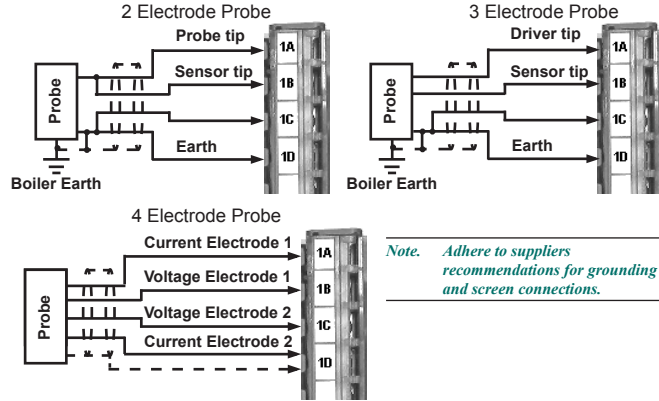 2 Electrode Probe
Probe tip
1A
Sensor tip
1B
Probe
1C
Earth
1D
Boiler Earth
3 Electrode Probe
Driver tip
1A
Sensor tip
1B
Probe
1C
Earth
1D
Boiler Earth
4 Electrode Probe
Current Electrode 1
1A
Voltage Electrode 1
1B
Probe
Voltage Electrode 2
1C
Current Electrode 2
1D
Note. Adhere to suppliers
recommendations for grounding
and screen connections.